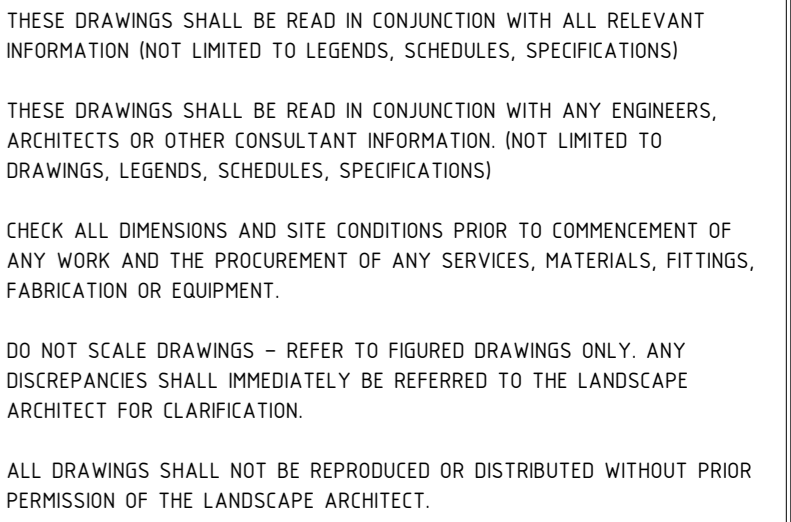 THESE DRAWINGS SHALL BE READ IN CONJUNCTION WITH ALL RELEVANT
INFORMATION (NOT LIMITED TO LEGENDS, SCHEDULES, SPECIFICATIONS)
THESE DRAWINGS SHALL BE READ IN CONJUNCTION WITH ANY ENGINEERS,
ARCHITECTS OR OTHER CONSULTANT INFORMATION. (NOT LIMITED TO
DRAWINGS, LEGENDS, SCHEDULES, SPECIFICATIONS)
CHECK ALL DIMENSIONS AND SITE CONDITIONS PRIOR TO COMMENCEMENT OF
ANY WORK AND THE PROCUREMENT OF ANY SERVICES, MATERIALS, FITTINGS,
FABRICATION OR EQUIPMENT.
DO NOT SCALE DRAWINGS – REFER TO FIGURED DRAWINGS ONLY. ANY
DISCREPANCIES SHALL IMMEDIATELY BE REFERRED TO THE LANDSCAPE
ARCHITECT FOR CLARIFICATION.
ALL DRAWINGS SHALL NOT BE REPRODUCED OR DISTRIBUTED WITHOUT PRIOR
PERMISSION OF THE LANDSCAPE ARCHITECT.